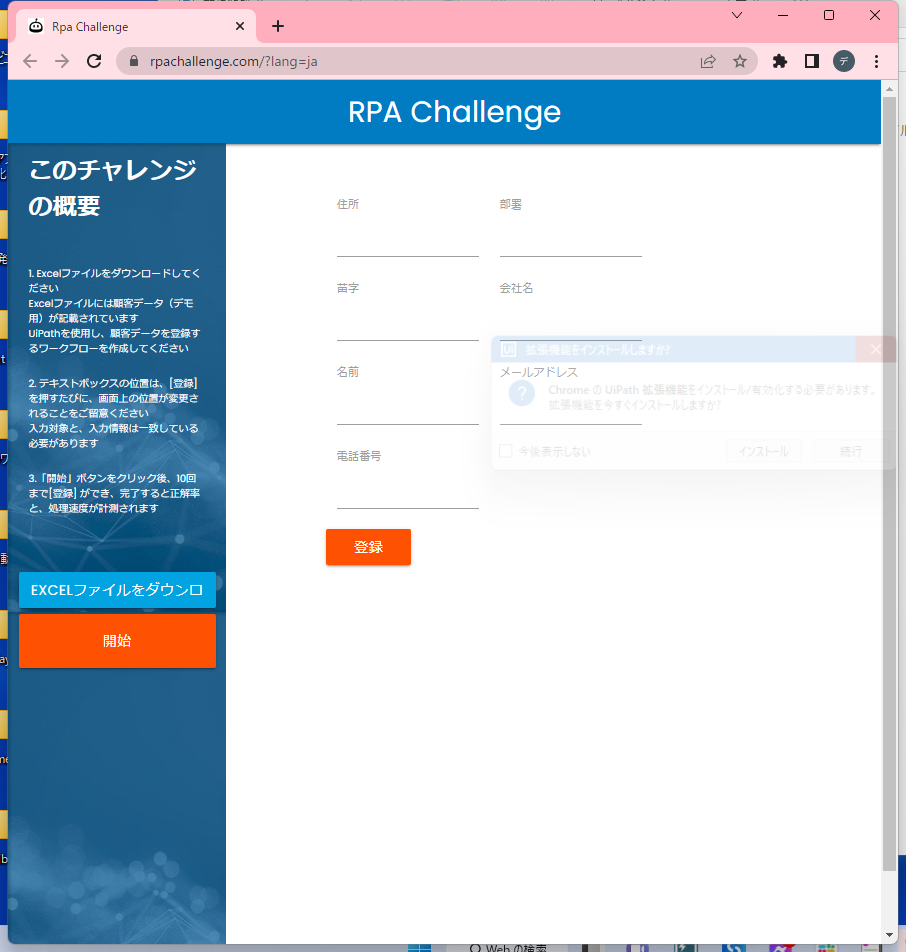 Rpa Challenge
rpachallenge.com/?lang=ja
デ
RPA Challenge
このチャレンジ
の概要
1. Excelファイルをダウンロードしてく
ださい
Excelファイルには顧客データ（デモ
用）が記載されています
UiPathを使用し、顧客データを登録す
るワークフローを作成してください
2. テキストボックスの位置は、[登録]
を押すたびに、画面上の位置が変更さ
れることをご留意ください
入力対象と、入力情報は一致している
必要があります
3.「開始」ボタンをクリック後、10回
まで[登録] ができ、完了すると正解率
と、処理速度が計測されます
EXCELファイルをダウンロ
開始
住所
部署
苗字
会社名
名前
メールアドレス
電話番号
登録
Ui 拡張機能をインストールしますか?
Chrome の UiPath 拡張機能をインストール/有効化する必要があります。
拡張機能を今すぐインストールしますか?
今後表示しない
インストール
続行
Web の検索